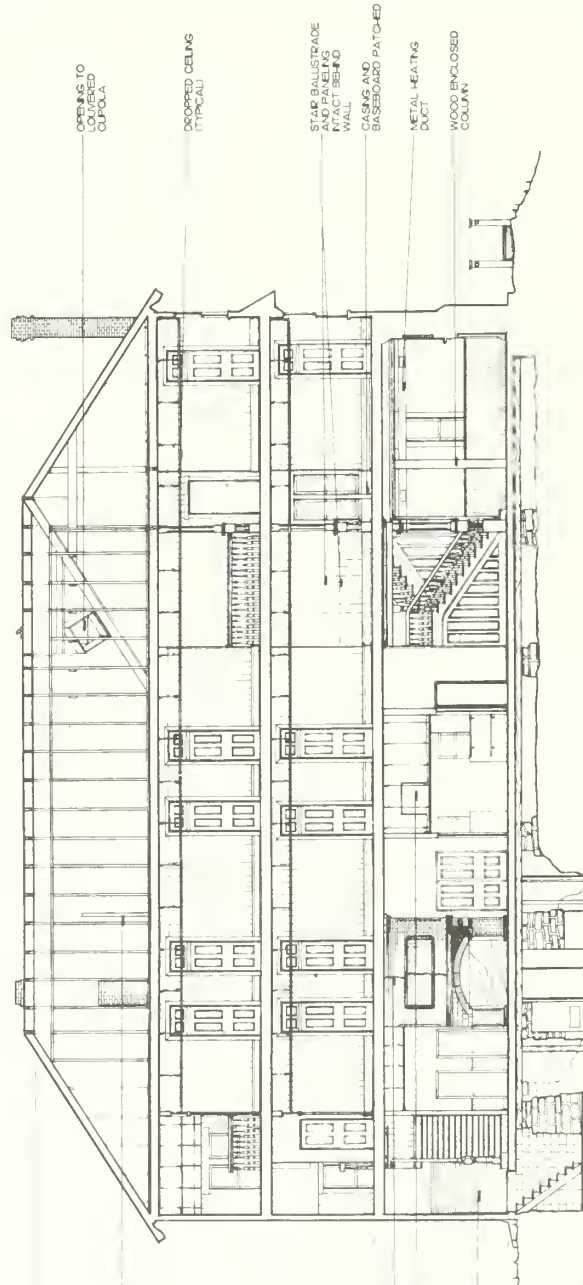 OPENING TO
LOUVERED
CUPOLA
DROPPED CEILING
(TYPICAL)
STAIR BALUSTRADE
AND PANELING
INTACT BEHIND
WALL
CASING AND
BASEBOARD PATCHED
METAL HEATING
DUCT
WOOD ENCLOSED
COLUMN